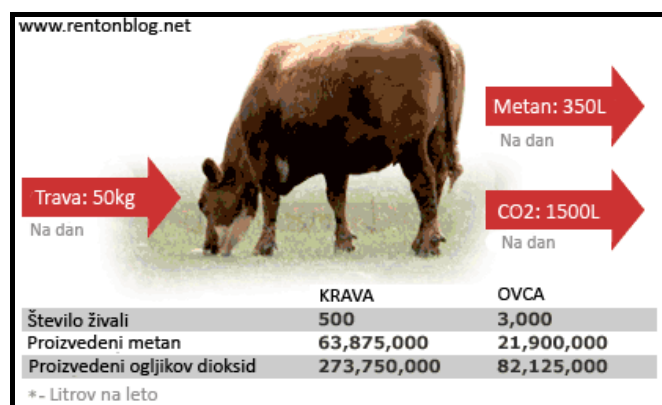 www.rentonblog.net
Metan: 350L
Na dan
Trava: 50kg
Na dan
CO2: 1500L
Na dan
KRAVA OVCA
Število živali 500 3,000
Proizvedeni metan 63,875,000 21,900,000
Proizvedeni ogljikov dioksid 273,750,000 82,125,000
*- Litrov na leto